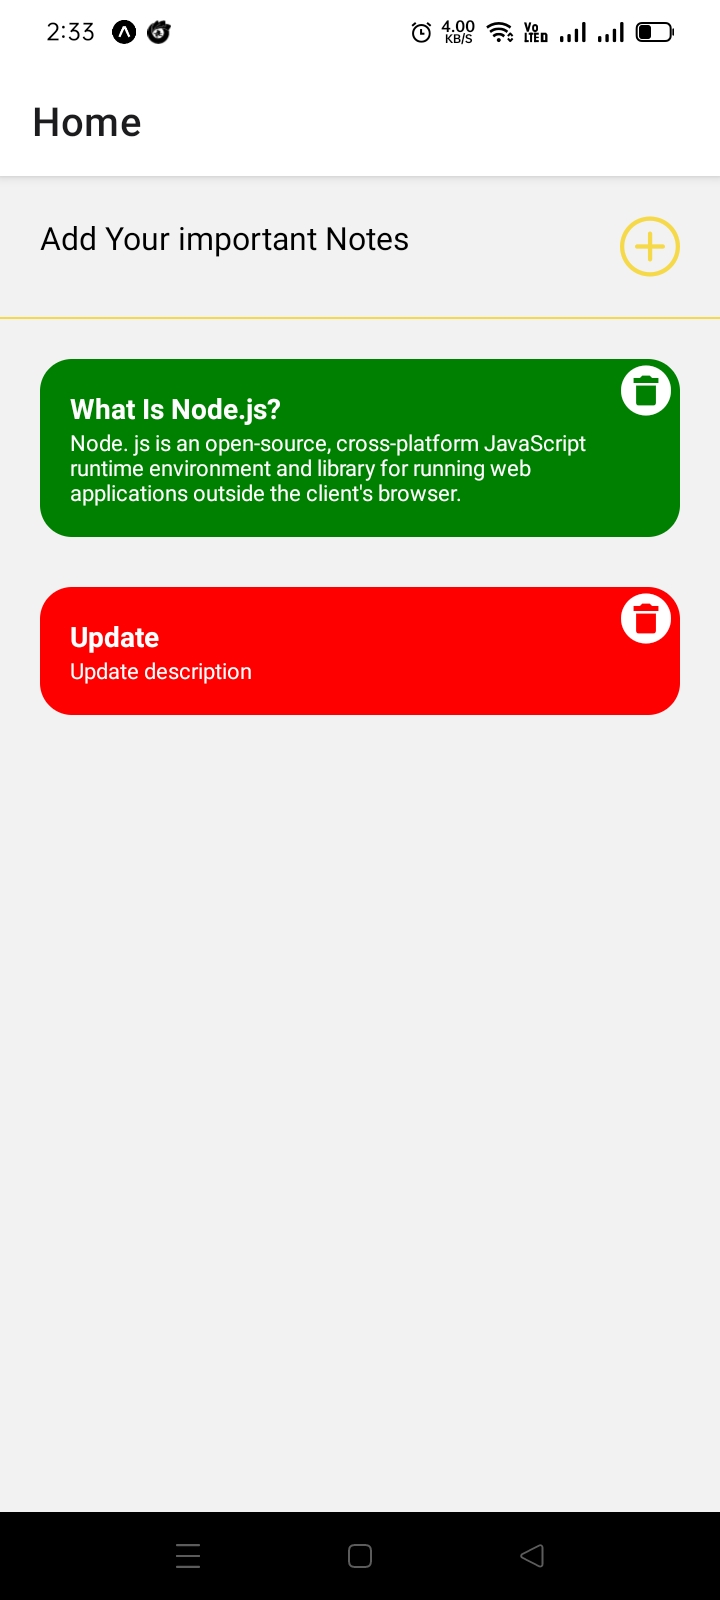 2:33
4.00
KB/S
Vo
LTE
Home
Add Your important Notes
What Is Node.js?
Node. js is an open-source, cross-platform JavaScript
runtime environment and library for running web
applications outside the client's browser.
Update
Update description